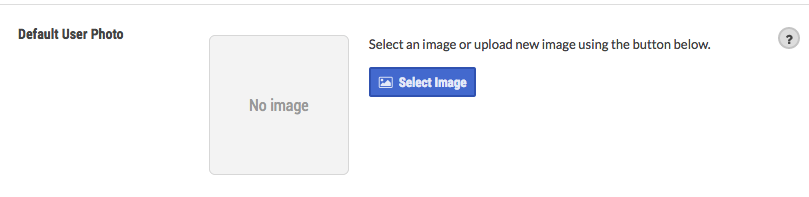 Default User Photo
Select an image or upload new image using the button below.
?
Select Image
No image